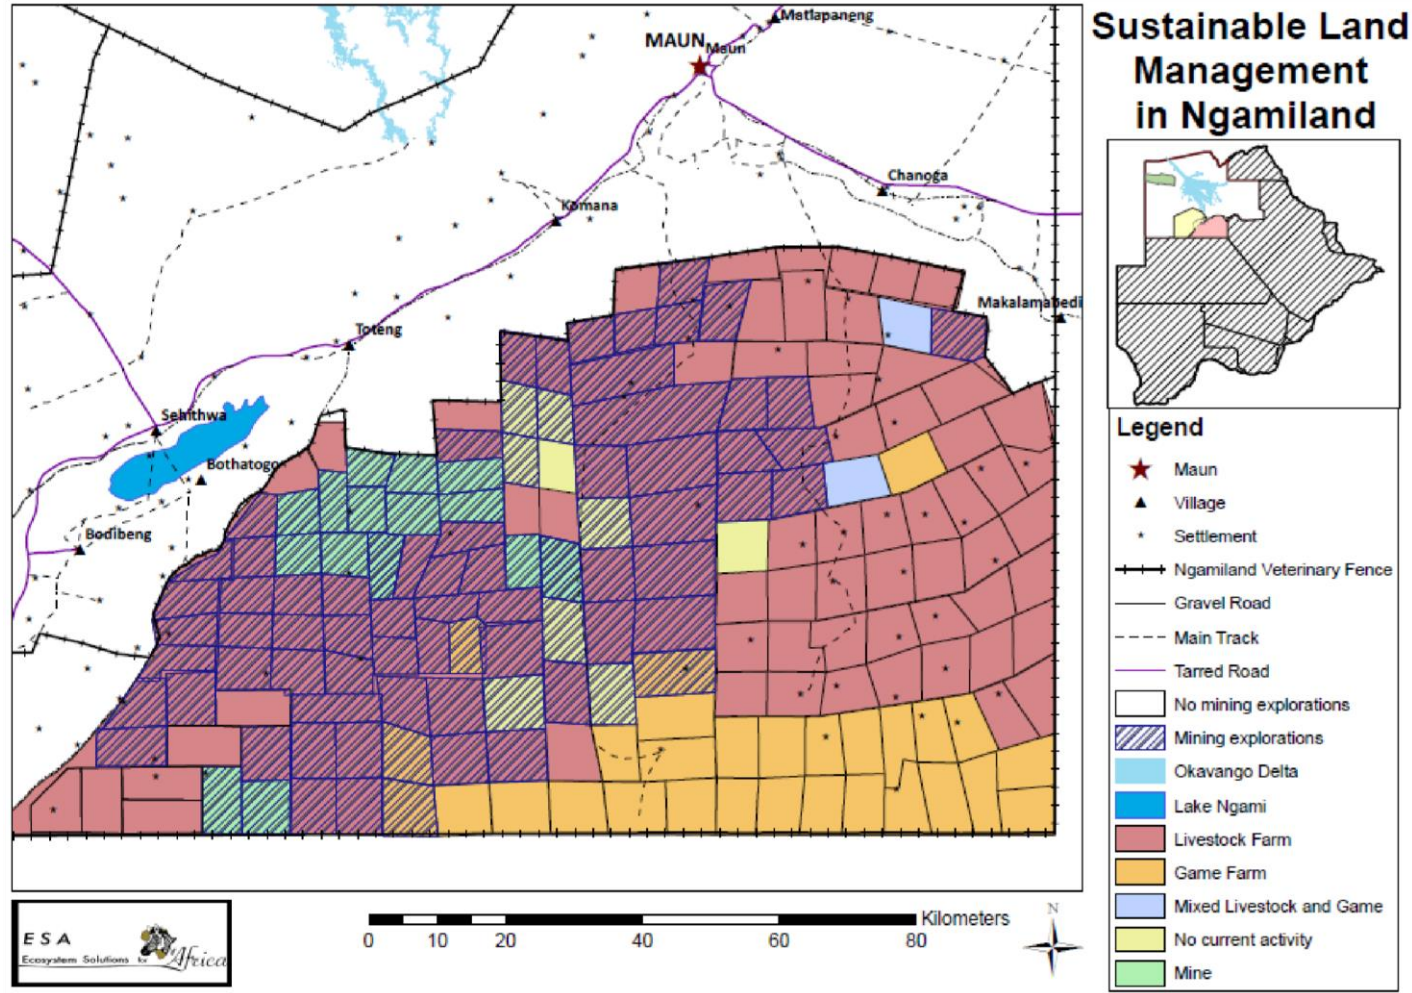 Sustainable Land
Management
in Ngamiland
Matlapaneng
MAUN
Maun
Chanoga
Komana
Makalamabedi
Toteng
Sehithwa
Bothatogo
Bodibeng
Legend
Maun
Village
Settlement
Ngamiland Veterinary Fence
Gravel Road
Main Track
Tarred Road
No mining explorations
Mining explorations
Okavango Delta
Lake Ngami
Livestock Farm
Game Farm
Mixed Livestock and Game
No current activity
Mine
ESA
Ecosystem Solutions for Africa
Kilometers
0 10 20 40 60 80
N